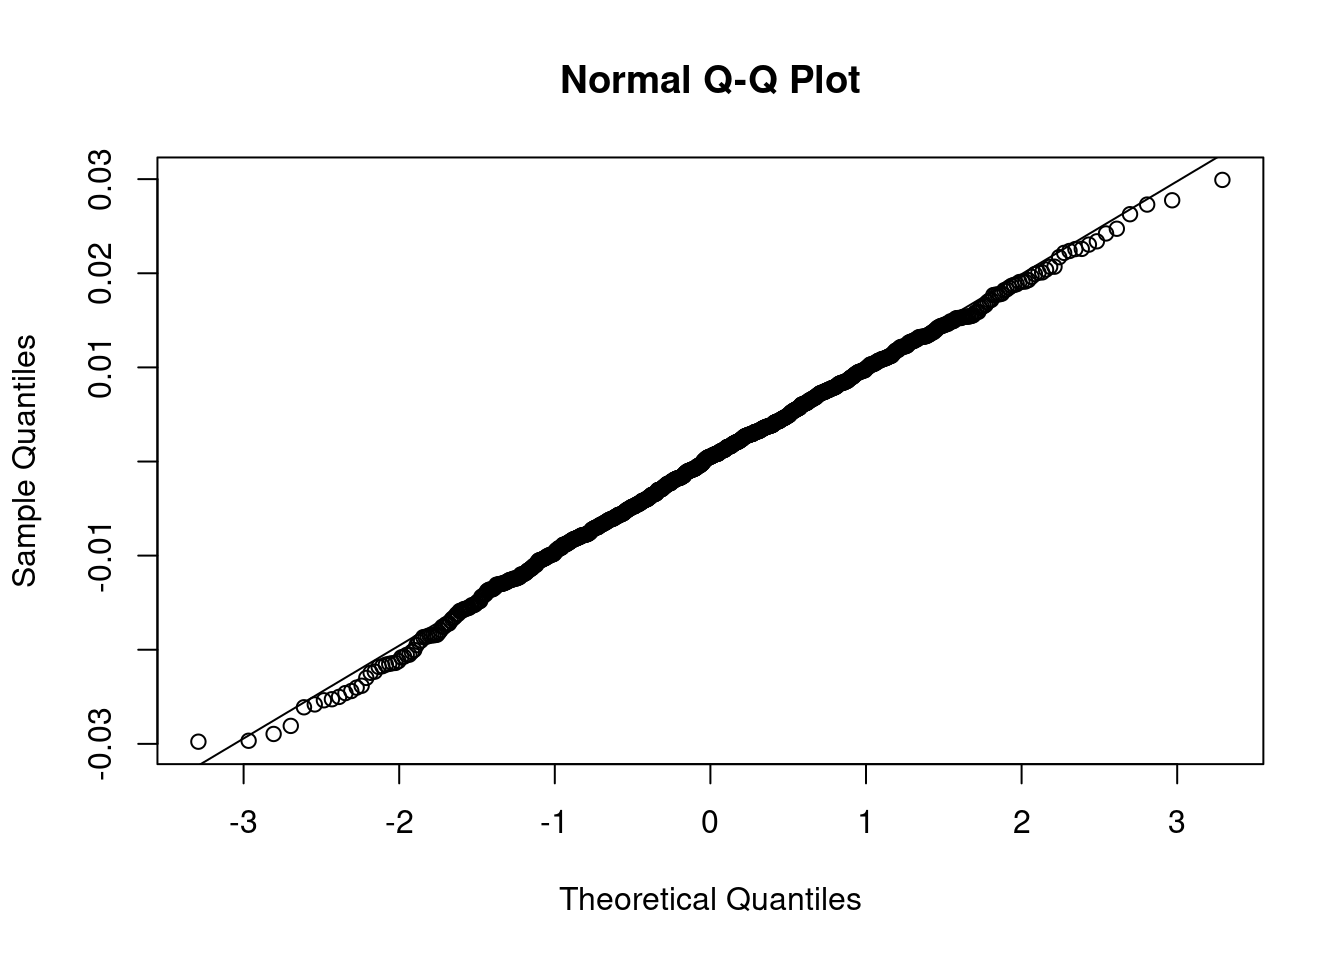 Normal Q-Q Plot
0.03
0.02
0.01
-0.01
-0.03
Sample Quantiles
-3 -2 -1 0 1 2 3
Theoretical Quantiles